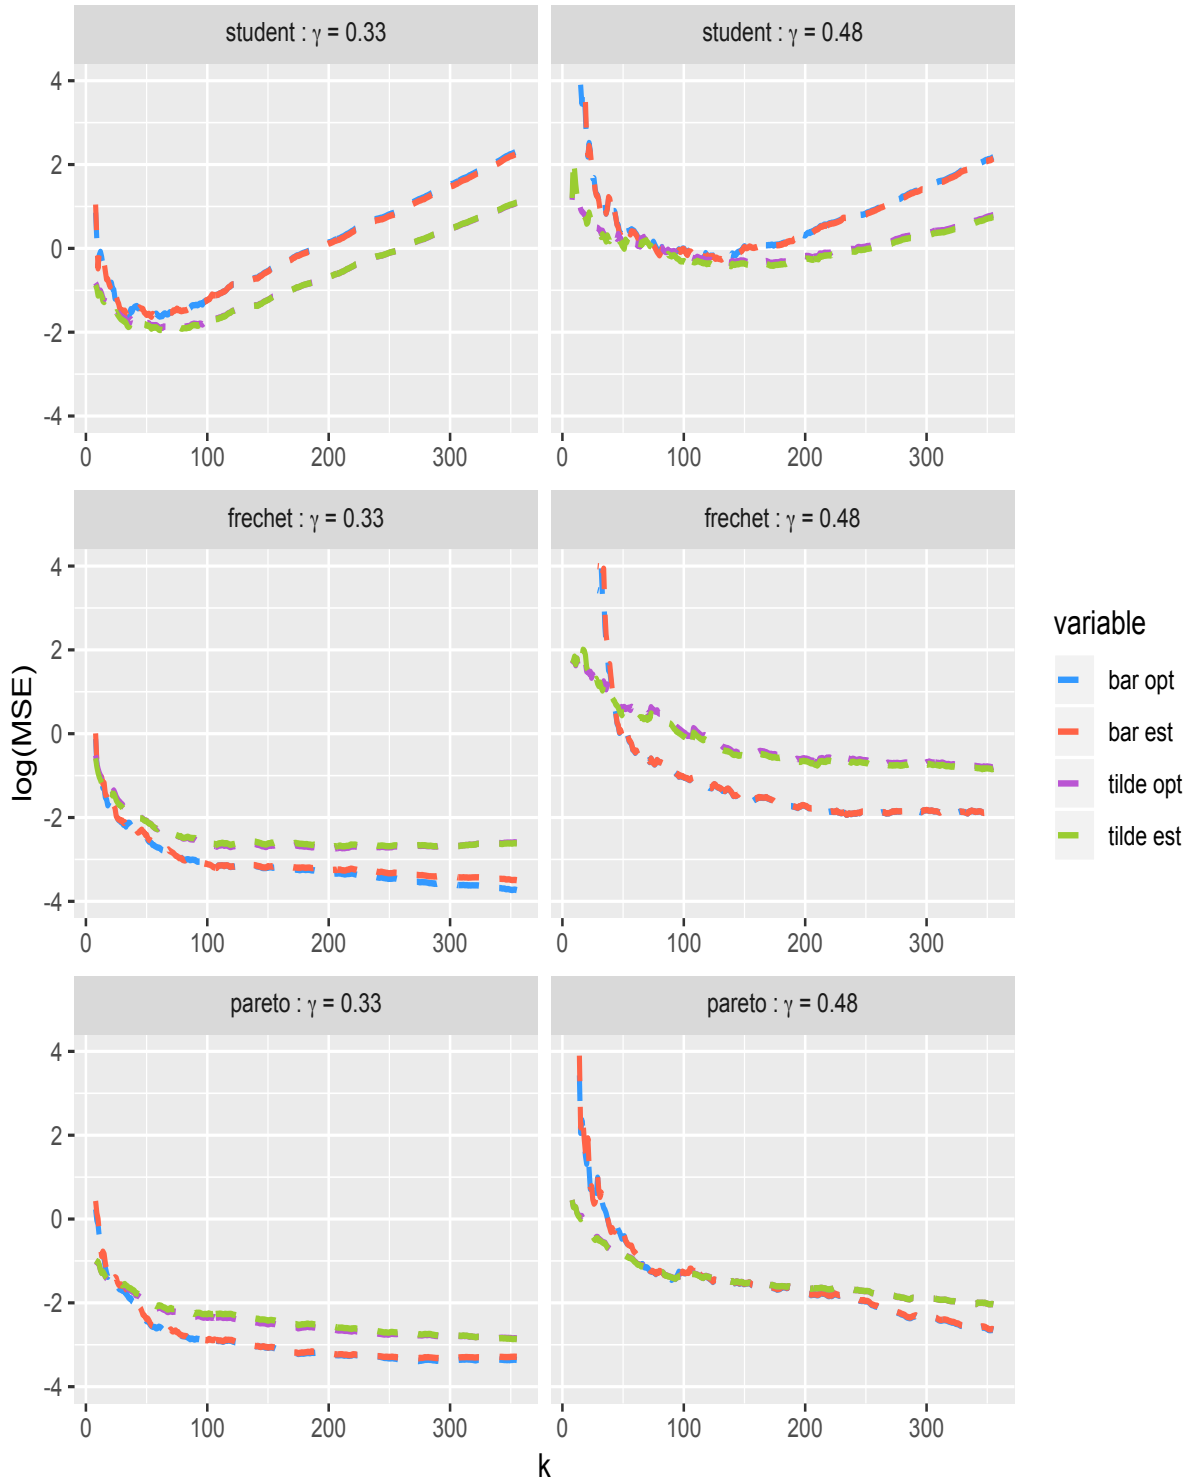 student : γ = 0.33
student : γ = 0.48
4
2
0
-2
-4
0 100 200 300
0 100 200 300
frechet : γ = 0.33
frechet : γ = 0.48
4
2
0
-2
-4
0 100 200 300
0 100 200 300
pareto : γ = 0.33
pareto : γ = 0.48
4
2
0
-2
-4
0 100 200 300
0 100 200 300
log(MSE)
k
variable
bar opt
bar est
tilde opt
tilde est